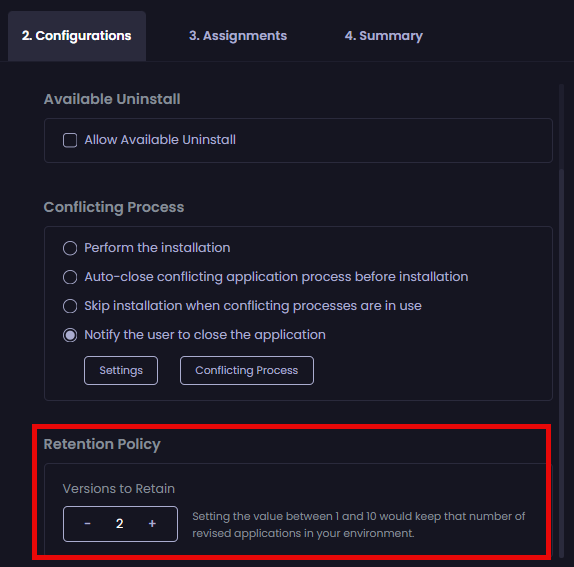 2. Configurations 3. Assignments 4. Summary
Available Uninstall
Allow Available Uninstall
Conflicting Process
Perform the installation
Auto-close conflicting application process before installation
Skip installation when conflicting processes are in use
Notify the user to close the application
Settings Conflicting Process
Retention Policy
Versions to Retain
- 2 +
Setting the value between 1 and 10 would keep that number of
revised applications in your environment.